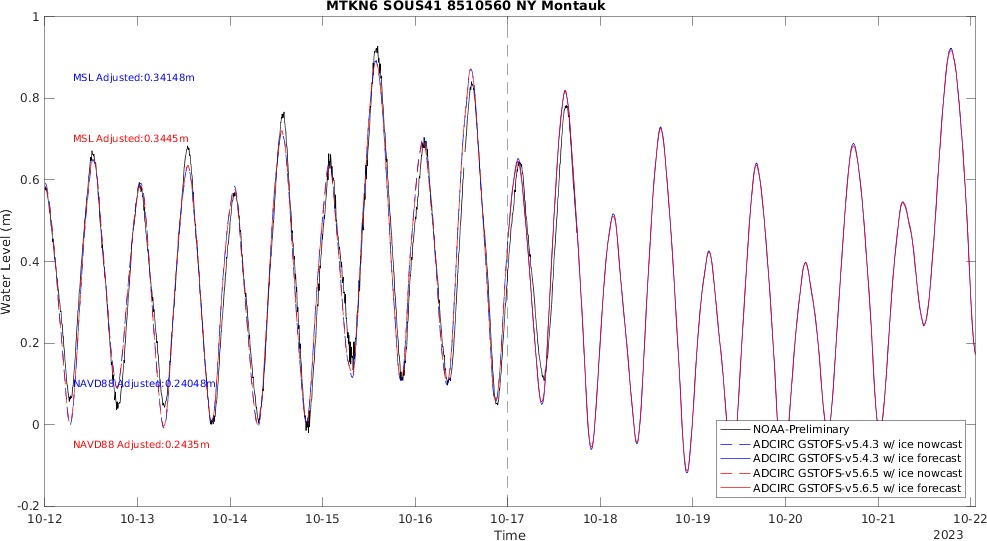 MTKN6 SOUS41 8510560 NY Montauk
1
0.8
0.6
0.4
0.2
0
-0.2
Water Level (m)
MSL Adjusted:0.34148m
MSL Adjusted:0.3445m
NAVD88 Adjusted:0.24048m
NAVD88 Adjusted:0.2435m
NOAA-Preliminary
ADCIRC GSTOFS-v5.4.3 w/ ice nowcast
ADCIRC GSTOFS-v5.4.3 w/ ice forecast
ADCIRC GSTOFS-v5.6.5 w/ ice nowcast
ADCIRC GSTOFS-v5.6.5 w/ ice forecast
10-12 10-13 10-14 10-15 10-16 10-17 10-18 10-19 10-20 10-21 10-22
Time
2023